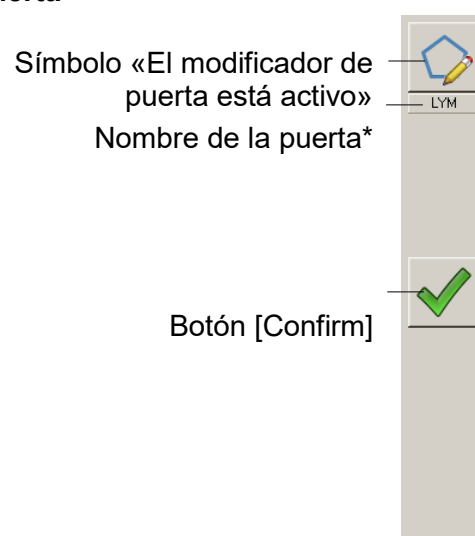 Símbolo «El modificador de
puerta está activo»
LYM
Nombre de la puerta*
Botón [Confirm]